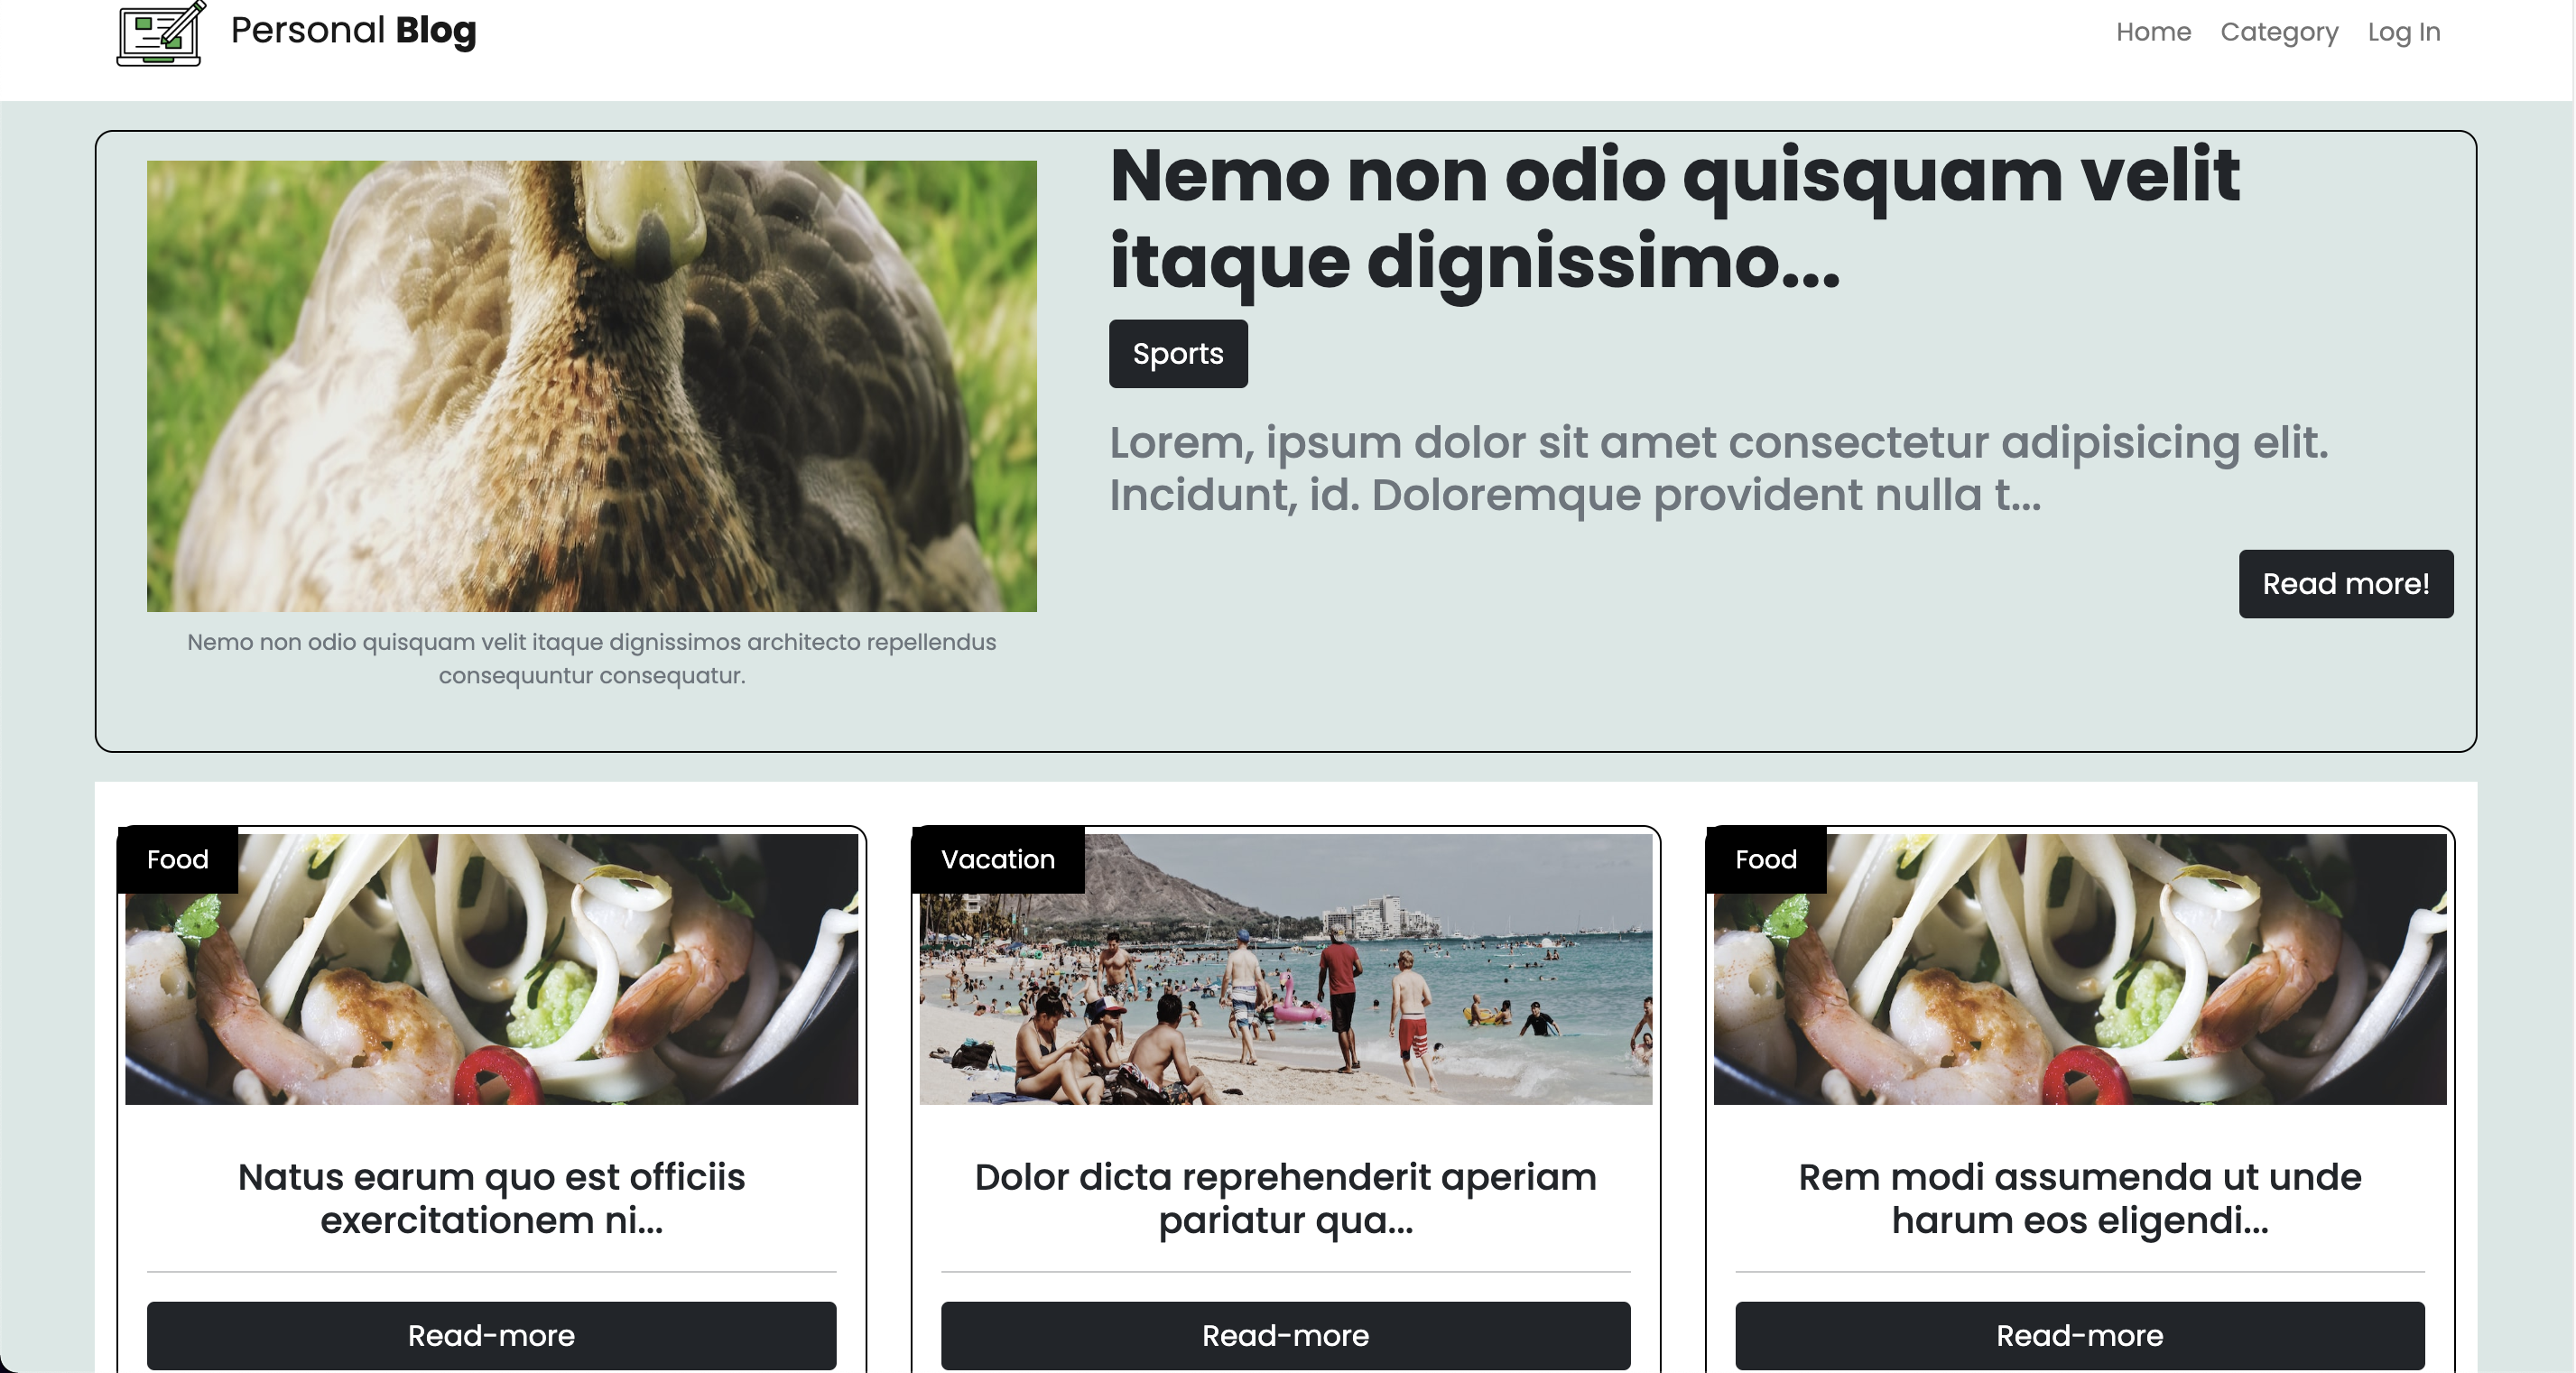 Personal Blog
Home Category Log In
Nemo non odio quisquam velit
itaque dignissimo...
Sports
Lorem, ipsum dolor sit amet consectetur adipisicing elit.
Incidunt, id. Doloremque provident nulla t...
Read more!
Nemo non odio quisquam velit itaque dignissimos architecto repellendus
consequuntur consequatur.
Food
Natus earum quo est officiis
exercitationem ni...
Read-more
Vacation
Dolor dicta reprehenderit aperiam
pariatur qua...
Read-more
Food
Rem modi assumenda ut unde
harum eos eligendi...
Read-more